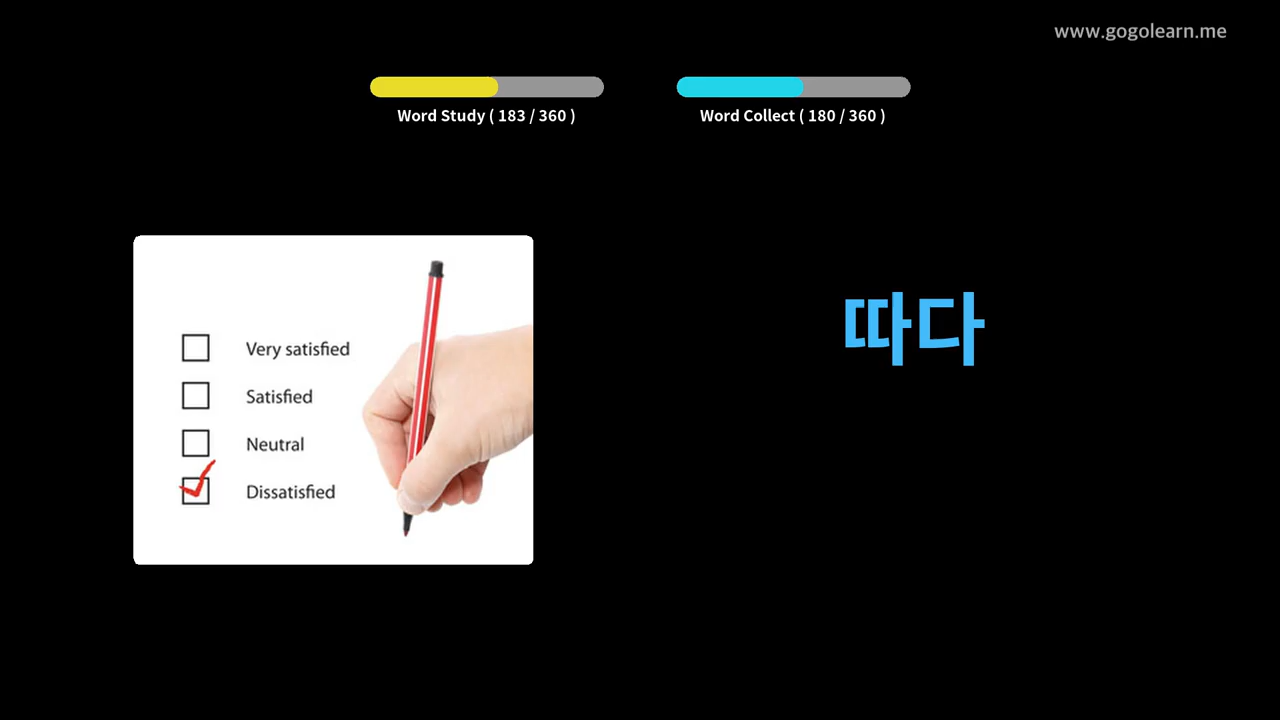 www.gogolearn.me
Word Study ( 183 / 360 )
Word Collect ( 180 / 360 )
Very satisfied
Satisfied
Neutral
Dissatisfied
따다